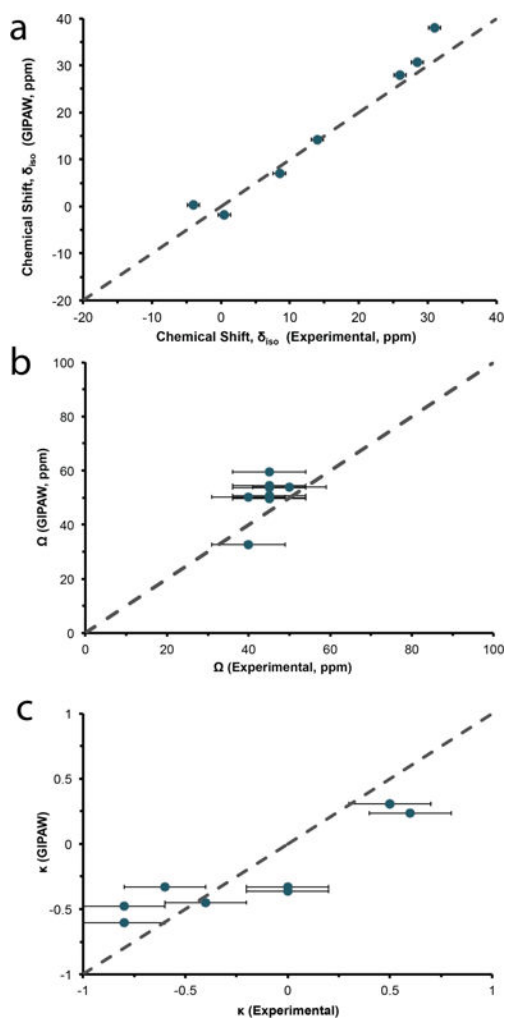 a
40
30
20
10
0
-10
-20
Chemical Shift, δiso (GIPAW, ppm)
-20 -10 0 10 20 30 40
Chemical Shift, δiso (Experimental, ppm)
b
100
80
60
40
20
0
Ω (GIPAW, ppm)
0 20 40 60 80 100
Ω (Experimental, ppm)
c
1
0.5
0
-0.5
-1
κ (GIPAW)
-1 -0.5 0 0.5 1
κ (Experimental)